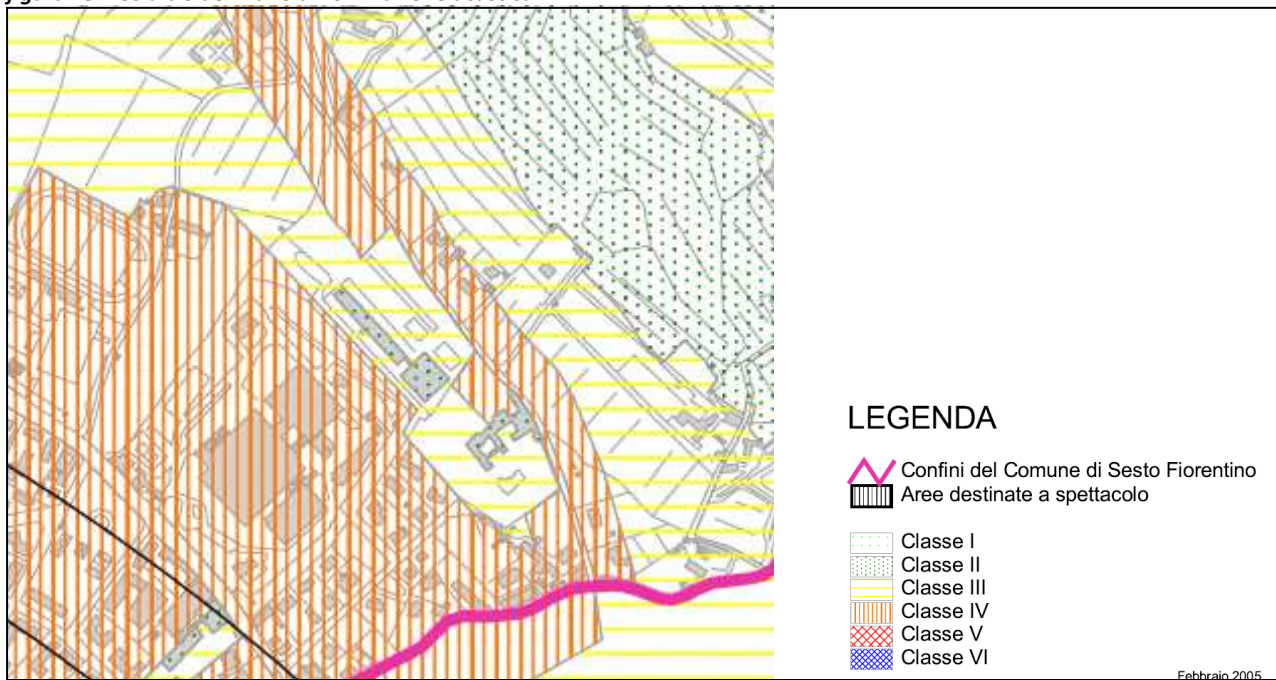 LEGENDA
Confini del Comune di Sesto Fiorentino
Aree destinate a spettacolo
Classe I
Classe II
Classe III
Classe IV
Classe V
Classe VI
Febbraio 2005